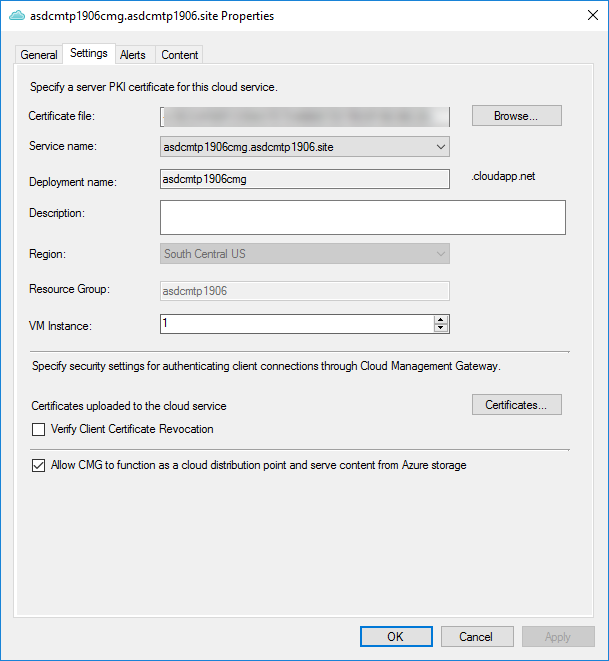 asdcmtp1906cmg.asdcmtp1906.site Properties
General Settings Alerts Content
Specify a server PKI certificate for this cloud service.
Certificate file: Browse...
Service name: asdcmtp1906cmg.asdcmtp1906.site
Deployment name: asdcmtp1906cmg .cloudapp.net
Description:
Region: South Central US
Resource Group: asdcmtp1906
VM Instance: 1
Specify security settings for authenticating client connections through Cloud Management Gateway.
Certificates uploaded to the cloud service Certificates...
Verify Client Certificate Revocation
Allow CMG to function as a cloud distribution point and serve content from Azure storage
OK Cancel Apply